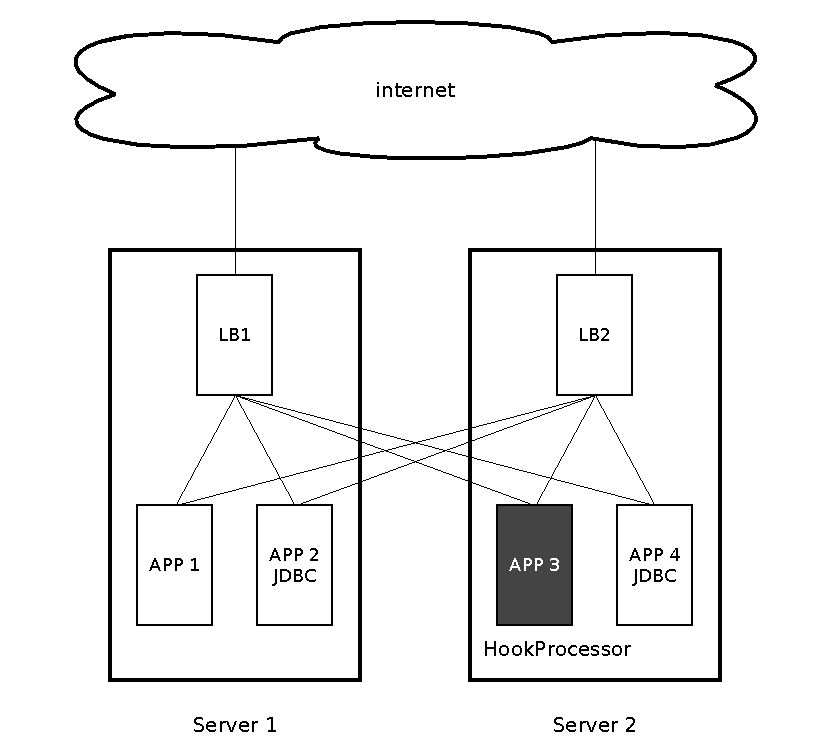 internet
LB1
LB2
APP 1
APP 2
JDBC
APP 3
APP 4
JDBC
HookProcessor
Server 1
Server 2